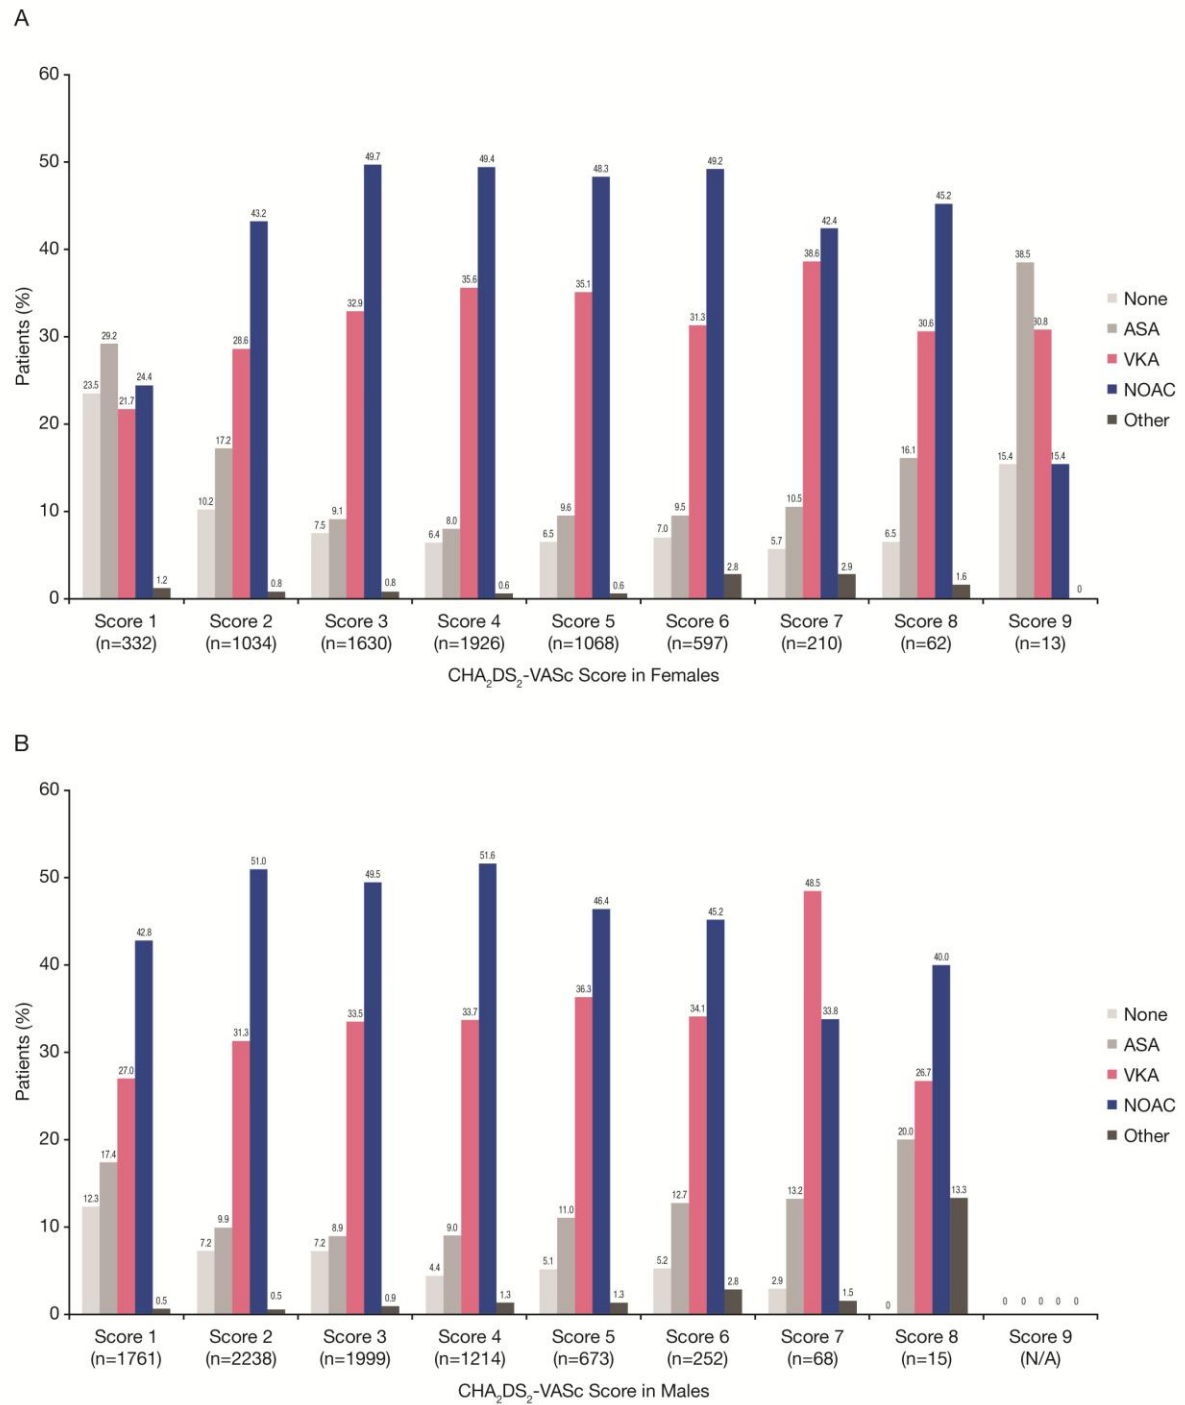 A
60
50
40
30
20
10
0
Patients (%)
23.5 29.2 21.7 24.4 1.2
10.2 17.2 28.6 43.2 0.8
7.5 9.1 32.9 49.7 0.8
6.4 8.0 35.6 49.4 0.6
6.5 9.6 35.1 48.3 0.6
7.0 9.5 31.3 49.2 2.8
5.7 10.5 38.6 42.4 2.9
6.5 16.1 30.6 45.2 1.6
15.4 38.5 30.8 15.4 0
None
ASA
VKA
NOAC
Other
Score 1 Score 2 Score 3 Score 4 Score 5 Score 6 Score 7 Score 8 Score 9
(n=332) (n=1034) (n=1630) (n=1926) (n=1068) (n=597) (n=210) (n=62) (n=13)
CHA2DS2-VASc Score in Females
B
60
50
40
30
20
10
0
Patients (%)
12.3 17.4 27.0 42.8 0.5
7.2 9.9 31.3 51.0 0.5
7.2 8.9 33.5 49.5 0.9
4.4 9.0 33.7 51.6 1.3
5.1 11.0 36.3 46.4 1.3
5.2 12.7 34.1 45.2 2.8
2.9 13.2 48.5 33.8 1.5
0 20.0 26.7 40.0 13.3
0 0 0 0 0
None
ASA
VKA
NOAC
Other
Score 1 Score 2 Score 3 Score 4 Score 5 Score 6 Score 7 Score 8 Score 9
(n=1761) (n=2238) (n=1999) (n=1214) (n=673) (n=252) (n=68) (n=15) (N/A)
CHA2DS2-VASc Score in Males